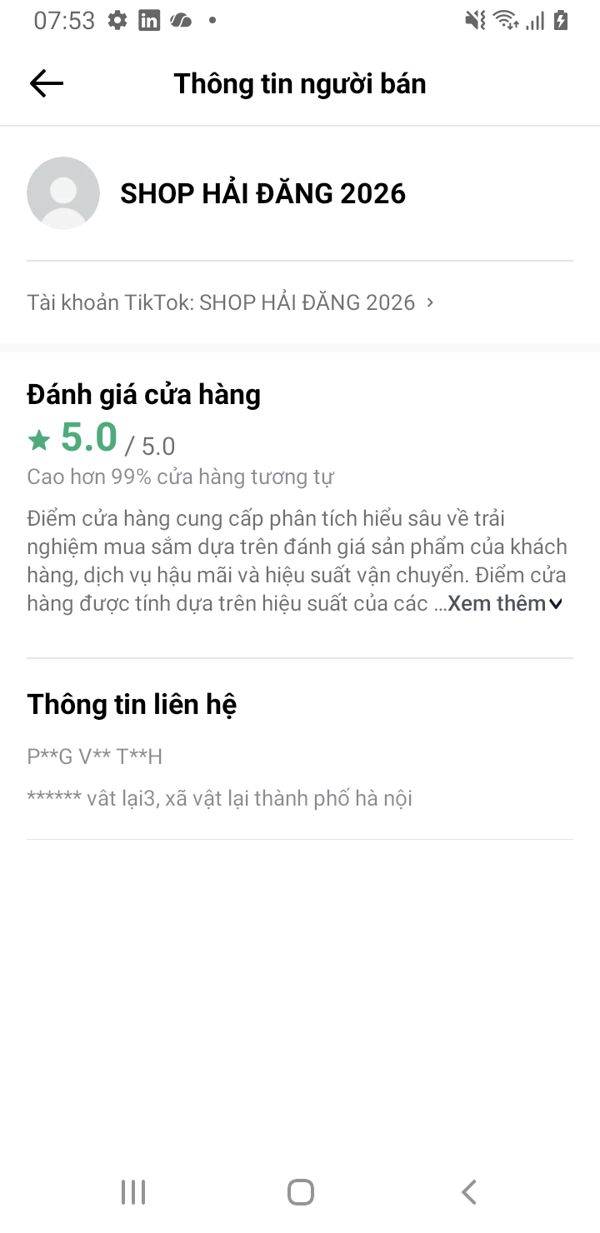 07:53
Thông tin người bán
SHOP HẢI ĐĂNG 2026
Tài khoản TikTok: SHOP HẢI ĐĂNG 2026 ›
Đánh giá cửa hàng
★ 5.0 / 5.0
Cao hơn 99% cửa hàng tương tự
Điểm cửa hàng cung cấp phân tích hiểu sâu về trải
nghiệm mua sắm dựa trên đánh giá sản phẩm của khách
hàng, dịch vụ hậu mãi và hiệu suất vận chuyển. Điểm cửa
hàng được tính dựa trên hiệu suất của các ...Xem thêm
Thông tin liên hệ
P**G V** T**H
****** vât lại3, xã vật lại thành phố hà nội